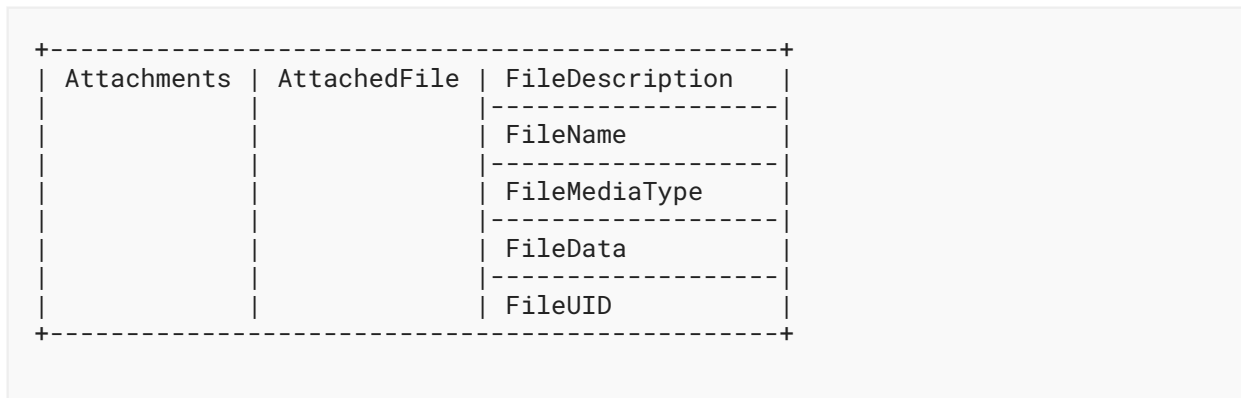 +------------------------------------------------+
| Attachments | AttachedFile | FileDescription   |
|             |              |-------------------|
|             |              | FileName          |
|             |              |-------------------|
|             |              | FileMediaType     |
|             |              |-------------------|
|             |              | FileData          |
|             |              |-------------------|
|             |              | FileUID           |
+------------------------------------------------+